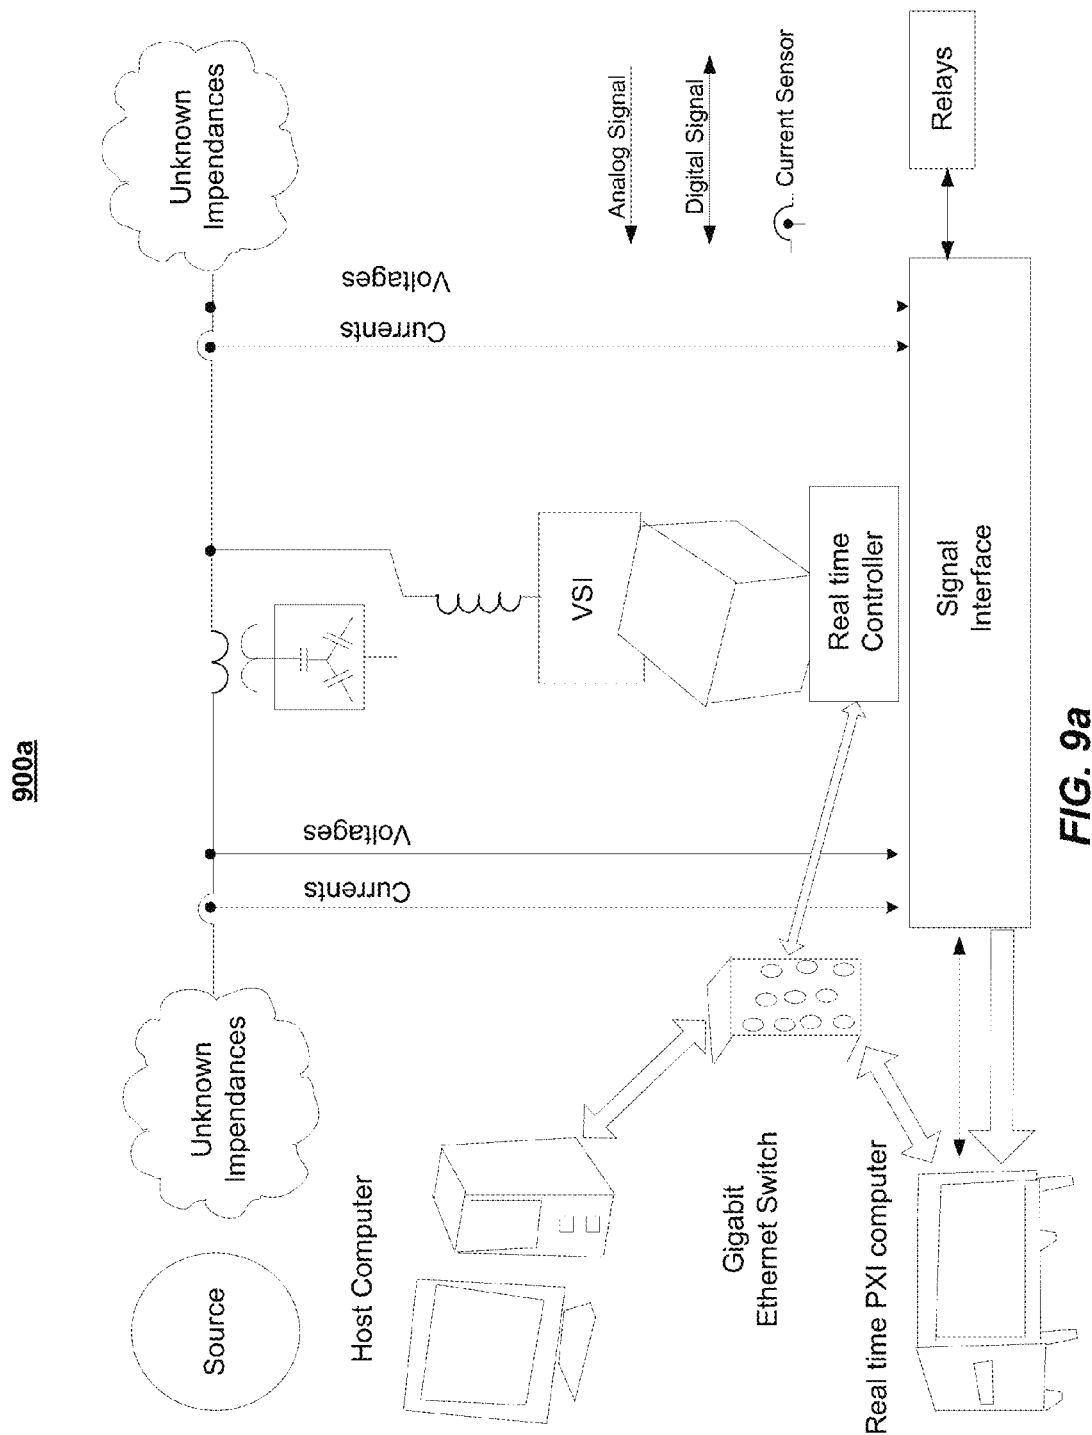 900a
Source
Unknown
Impendances
Unknown
Impendances
Currents
Voltages
Currents
Voltages
Host Computer
VSI
Analog Signal
Digital Signal
Current Sensor
Gigabit
Ethernet Switch
Real time
Controller
Real time PXI computer
Signal
Interface
Relays
FIG. 9a